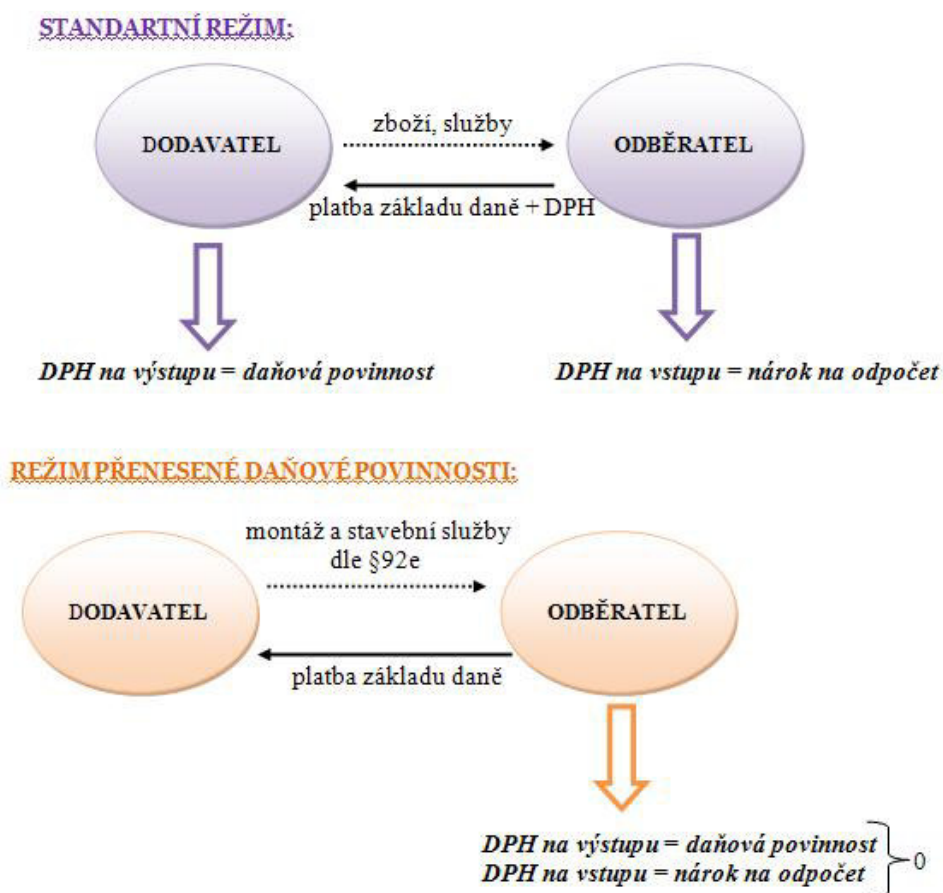 STANDARTNÍ REŽIM:
DODAVATEL
zboží, služby
ODBĚRATEL
platba základu daně + DPH
DPH na výstupu = daňová povinnost
DPH na vstupu = nárok na odpočet
REŽIM PŘENESENÉ DAŇOVÉ POVINNOSTI:
montáž a stavební služby
dle §92e
DODAVATEL
ODBĚRATEL
platba základu daně
DPH na výstupu = daňová povinnost
DPH na vstupu = nárok na odpočet
0